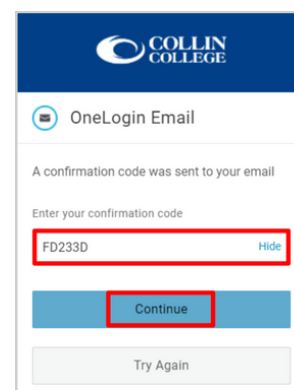 COLLIN
COLLEGE
OneLogin Email
A confirmation code was sent to your email
Enter your confirmation code
FD233D Hide
Continue
Try Again